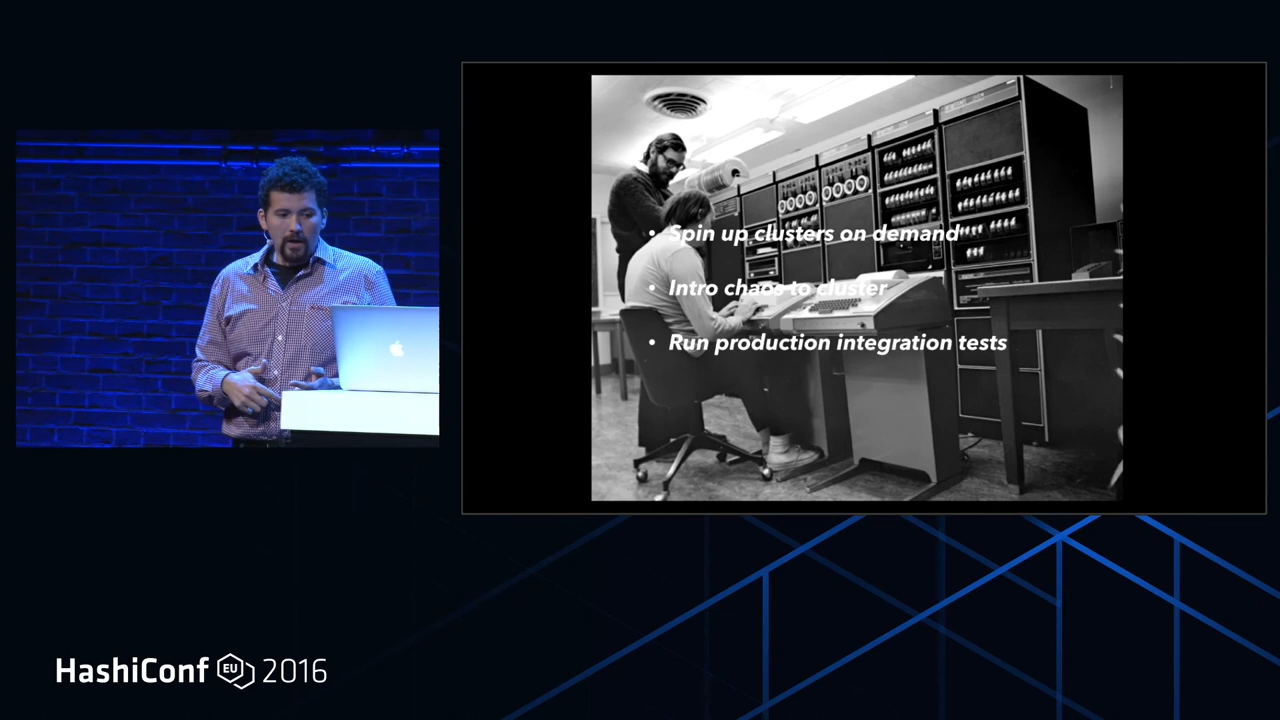 • Spin up clusters on demand
• Intro chaos to cluster
• Run production integration tests
HashiConf EU 2016